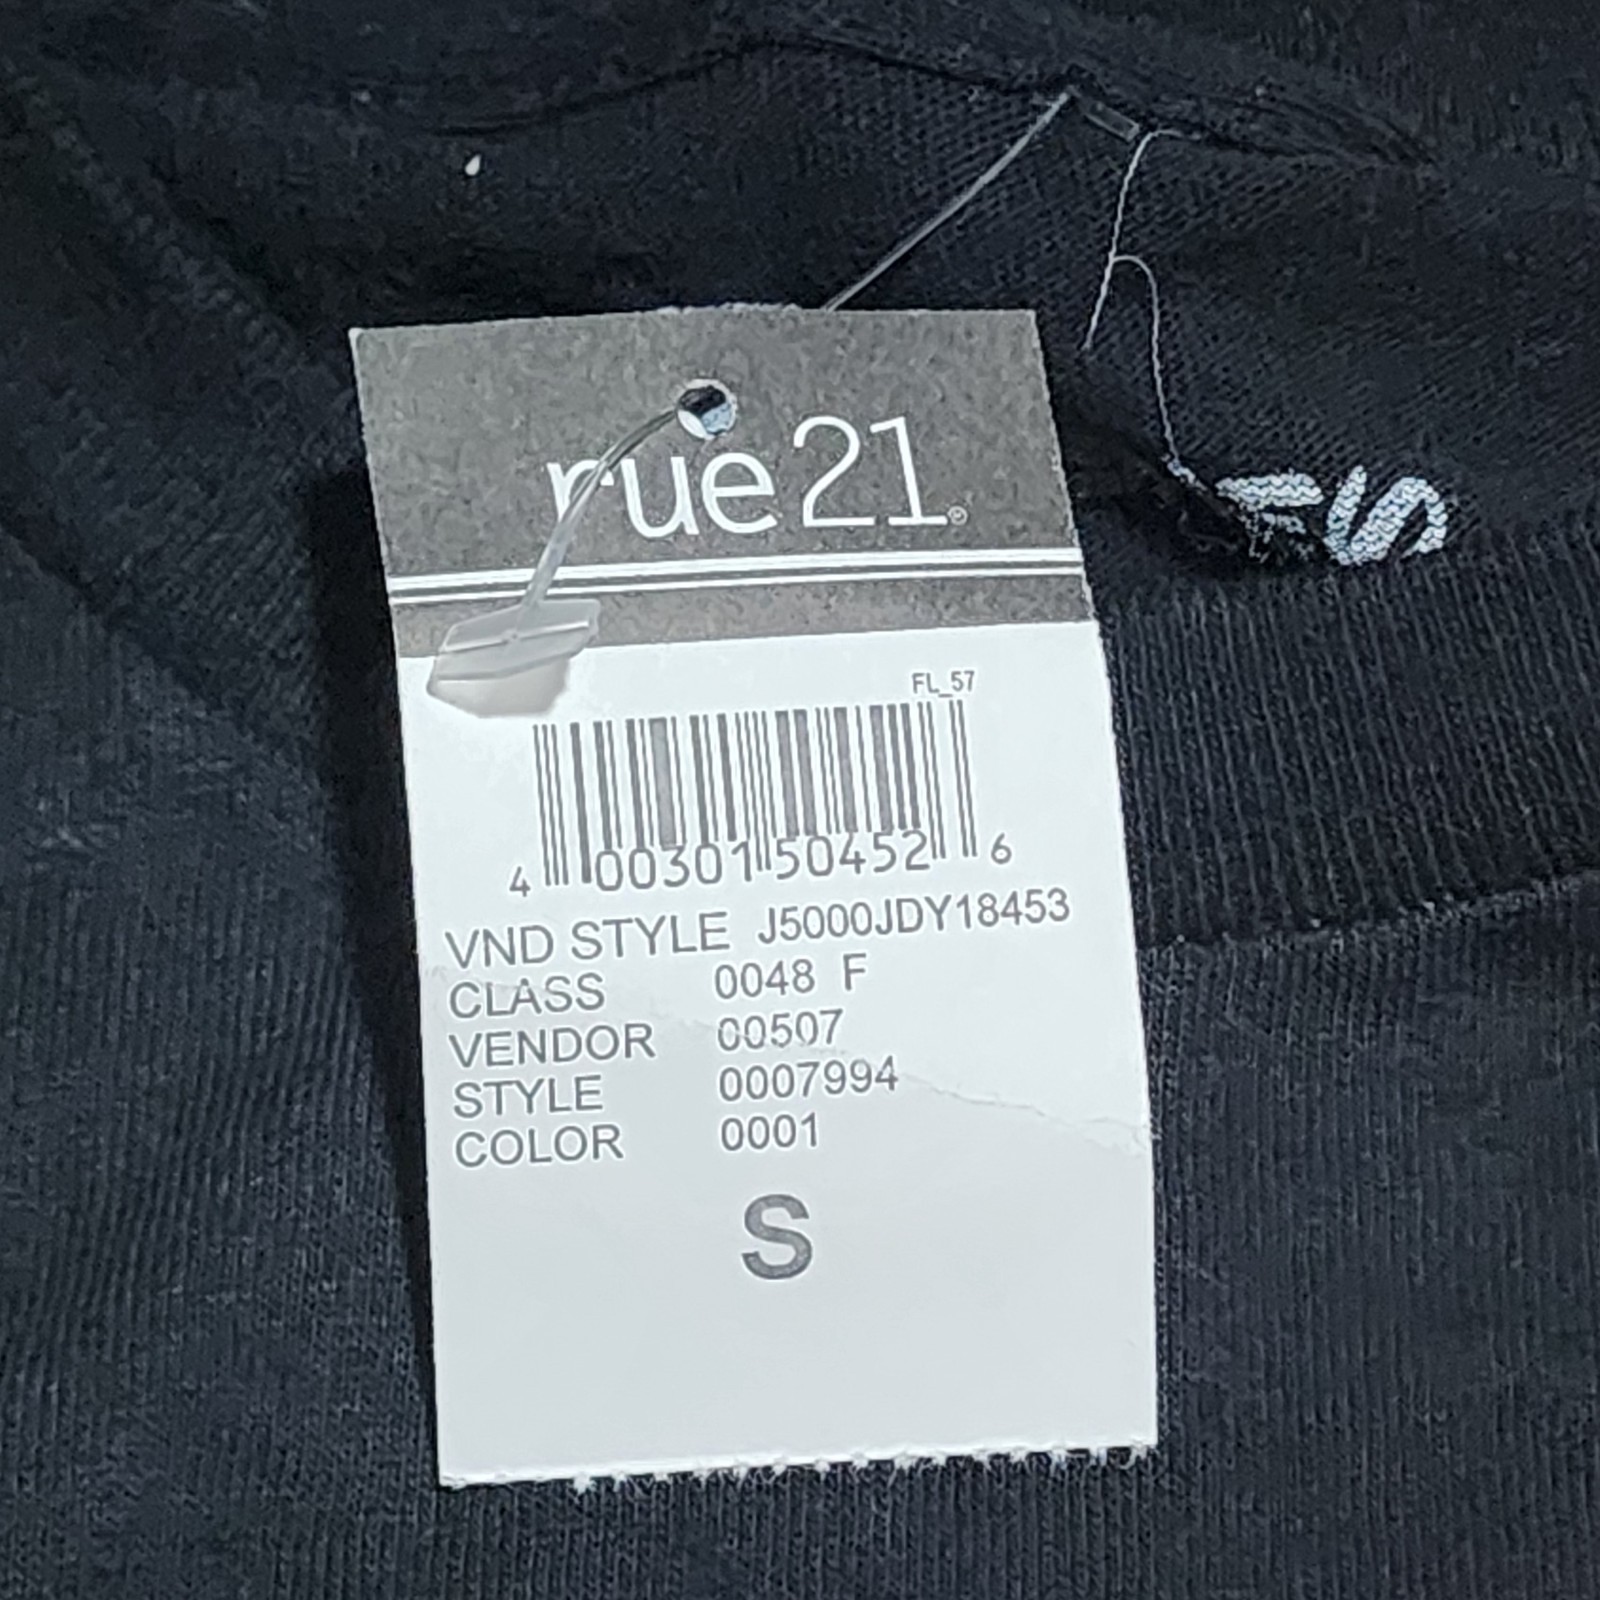 rue21®
FL_57
4 00301 50452 6
VND STYLE J5000JDY18453
CLASS 0048 F
VENDOR 00507
STYLE 0007994
COLOR 0001
S